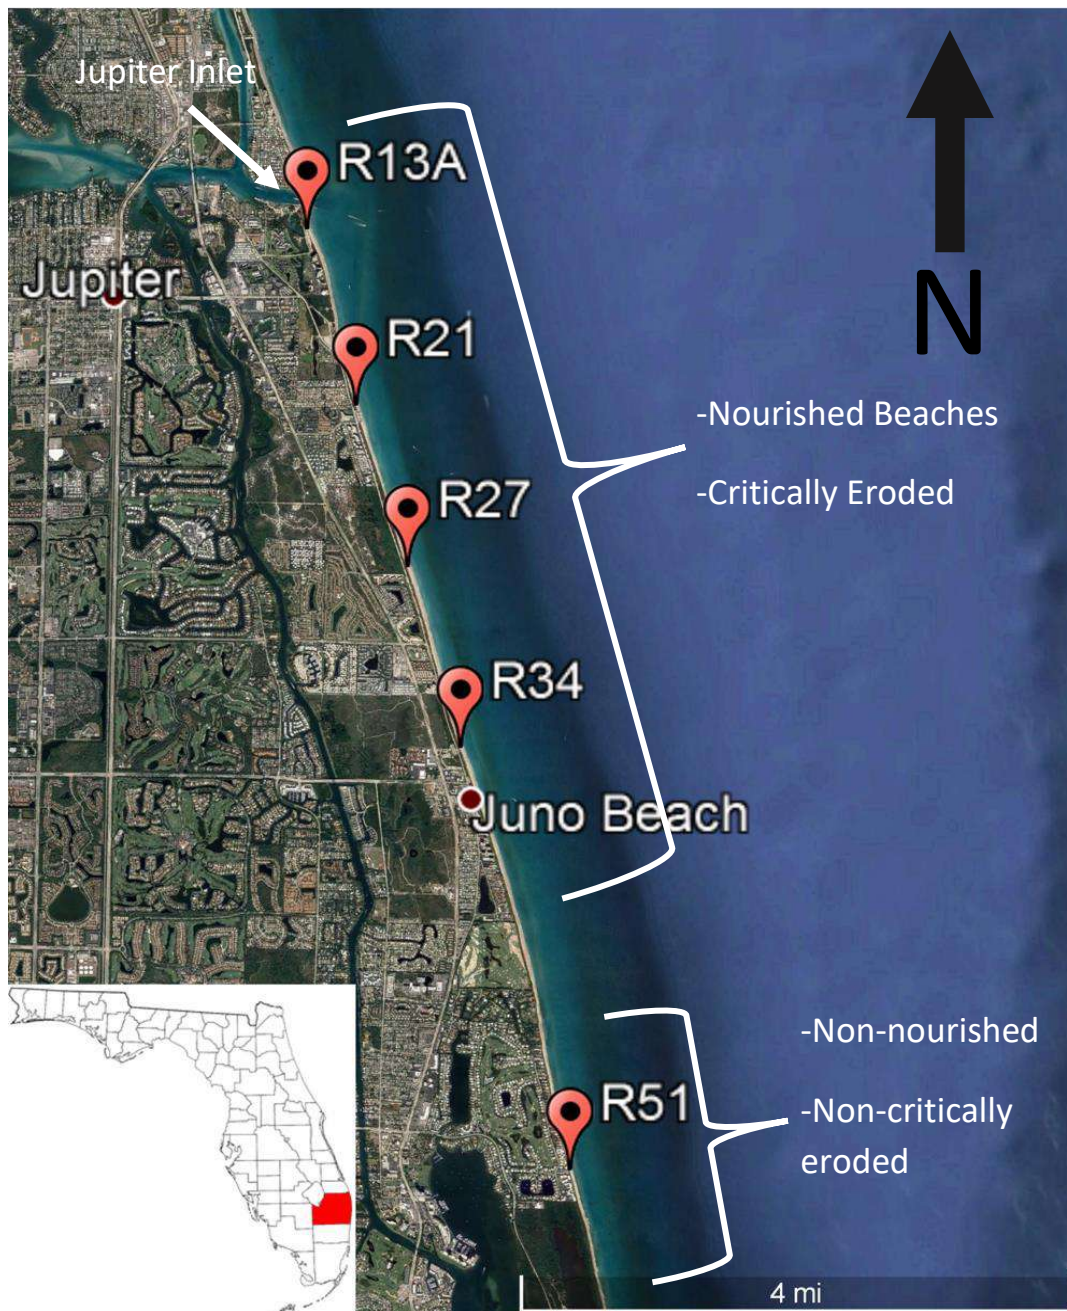 Jupiter Inlet
R13A
Jupiter
R21
N
-Nourished Beaches
R27
-Critically Eroded
R34
Juno Beach
-Non-nourished
R51
-Non-critically
eroded
4 mi